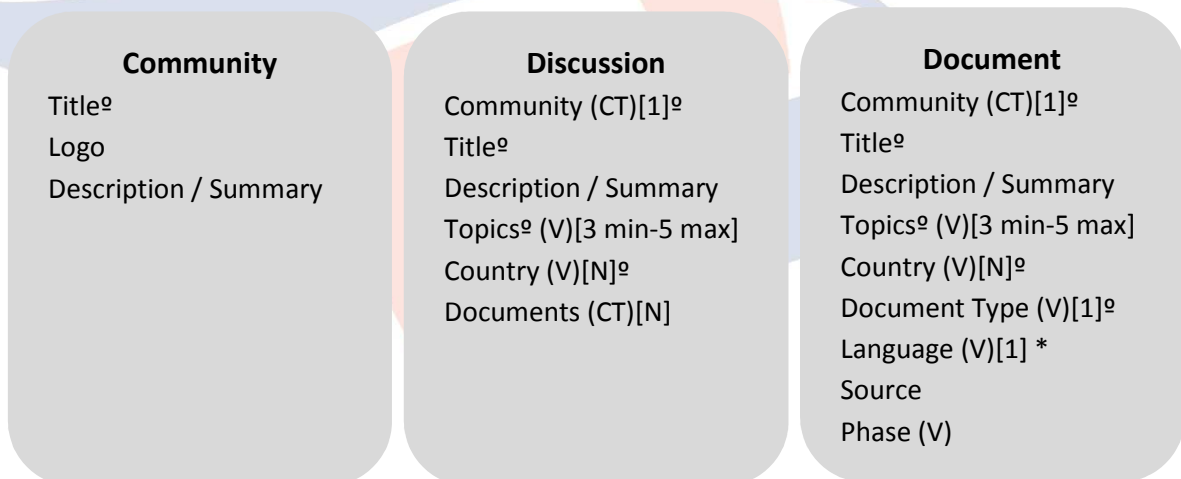 Community
Titleº
Logo
Description / Summary
Discussion
Community (CT)[1]º
Titleº
Description / Summary
Topicsº (V)[3 min-5 max]
Country (V)[N]º
Documents (CT)[N]
Document
Community (CT)[1]º
Titleº
Description / Summary
Topicsº (V)[3 min-5 max]
Country (V)[N]º
Document Type (V)[1]º
Language (V)[1] *
Source
Phase (V)